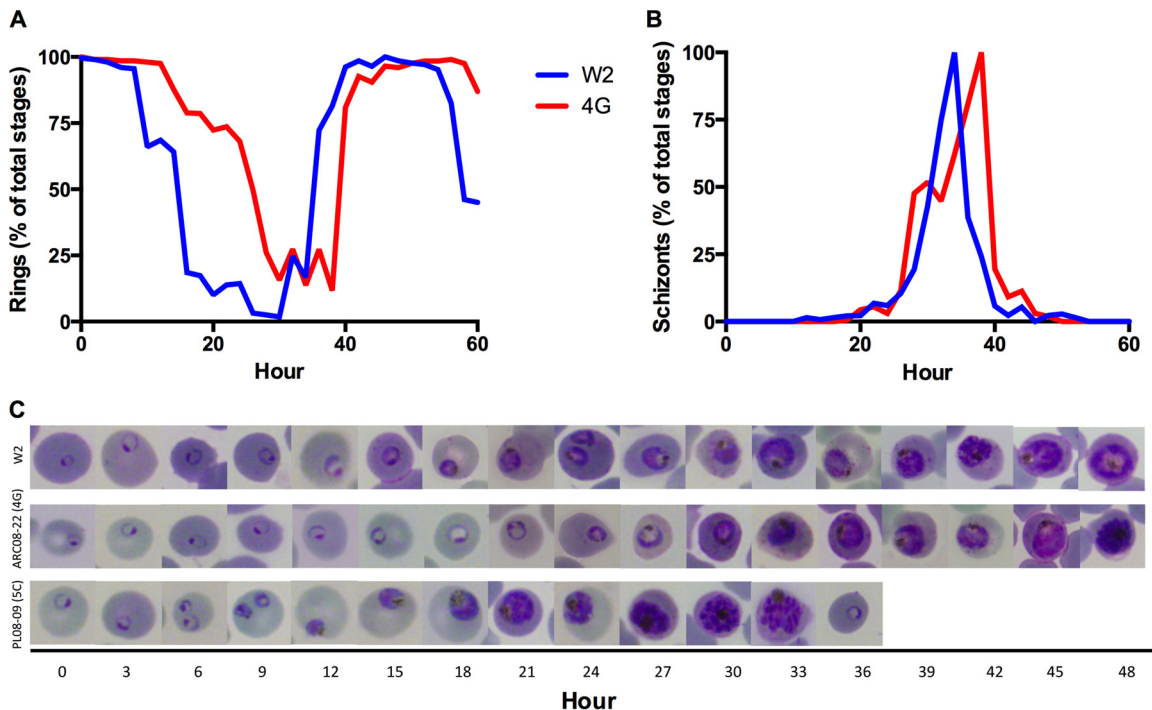 A
B
Rings (% of total stages)
100
75
50
25
0
0 20 40 60
Hour
W2
4G
Schizonts (% of total stages)
100
75
50
25
0
0 20 40 60
Hour
C
W2
ARC08-22 (4G)
PL08-09 (5C)
0 3 6 9 12 15 18 21 24 27 30 33 36 39 42 45 48
Hour